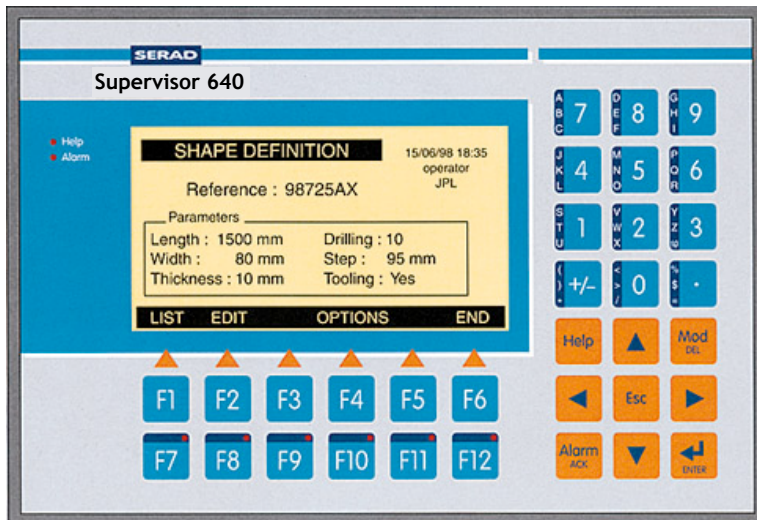 SERAD
Supervisor 640
Help
Alarm
SHAPE DEFINITION
15/06/98 18:35
operator
JPL
Reference : 98725AX
Parameters
Length : 1500 mm Drilling : 10
Width : 80 mm Step : 95 mm
Thickness : 10 mm Tooling : Yes
LIST EDIT OPTIONS END
F1 F2 F3 F4 F5 F6
F7 F8 F9 F10 F11 F12
A B C 7 D E F 8 G H I 9
J K L 4 M N O 5 P Q R 6
S T U 1 V W X 2 Y Z 3
( ) +/- < > / 0 % $ = .
Help Mod DEL
Esc
Alarm ACK ENTER